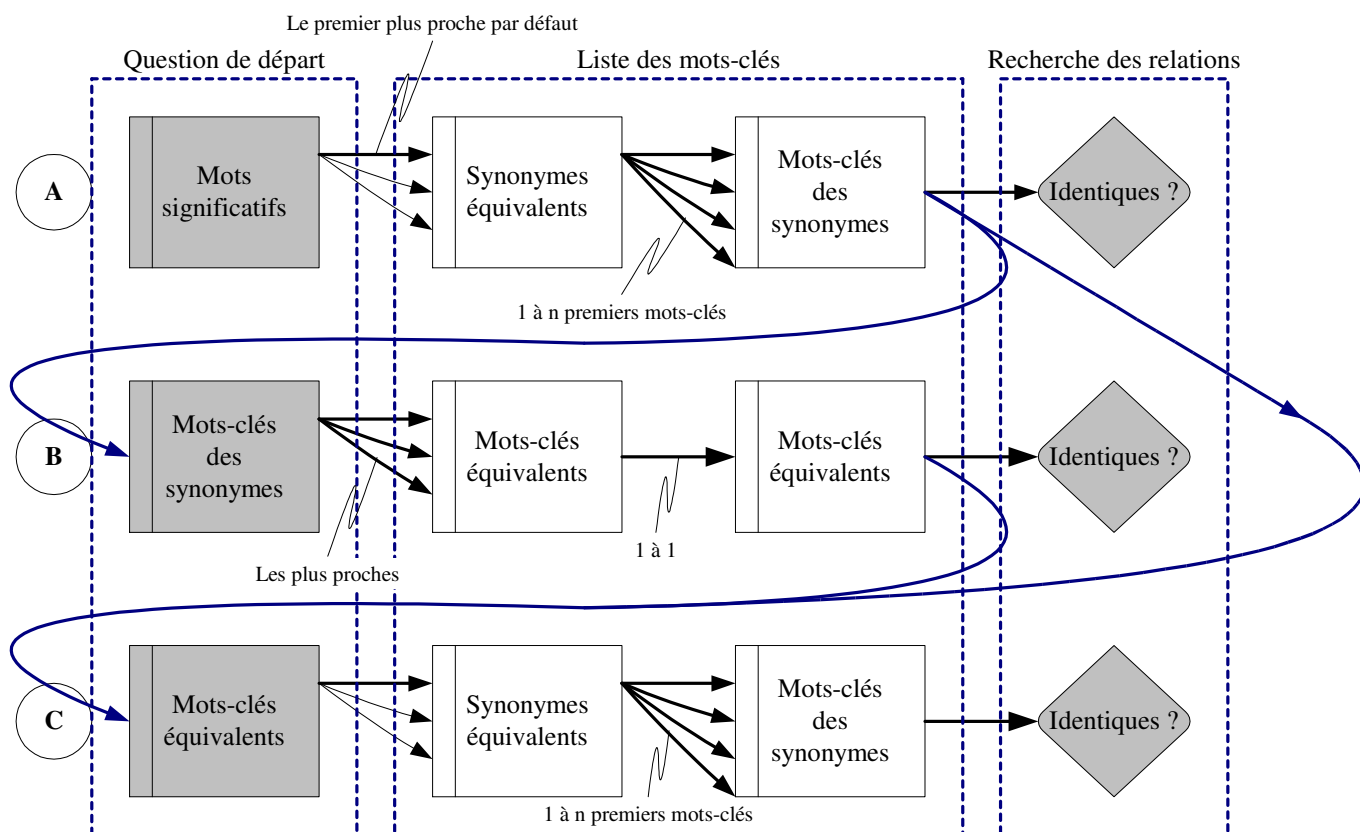 Le premier plus proche par défaut
Question de départ
Liste des mots-clés
Recherche des relations
A
Mots
significatifs
Synonymes
équivalents
Mots-clés
des
synonymes
Identiques ?
1 à n premiers mots-clés
B
Mots-clés
des
synonymes
Mots-clés
équivalents
Mots-clés
équivalents
Identiques ?
Les plus proches
1 à 1
C
Mots-clés
équivalents
Synonymes
équivalents
Mots-clés
des
synonymes
Identiques ?
1 à n premiers mots-clés